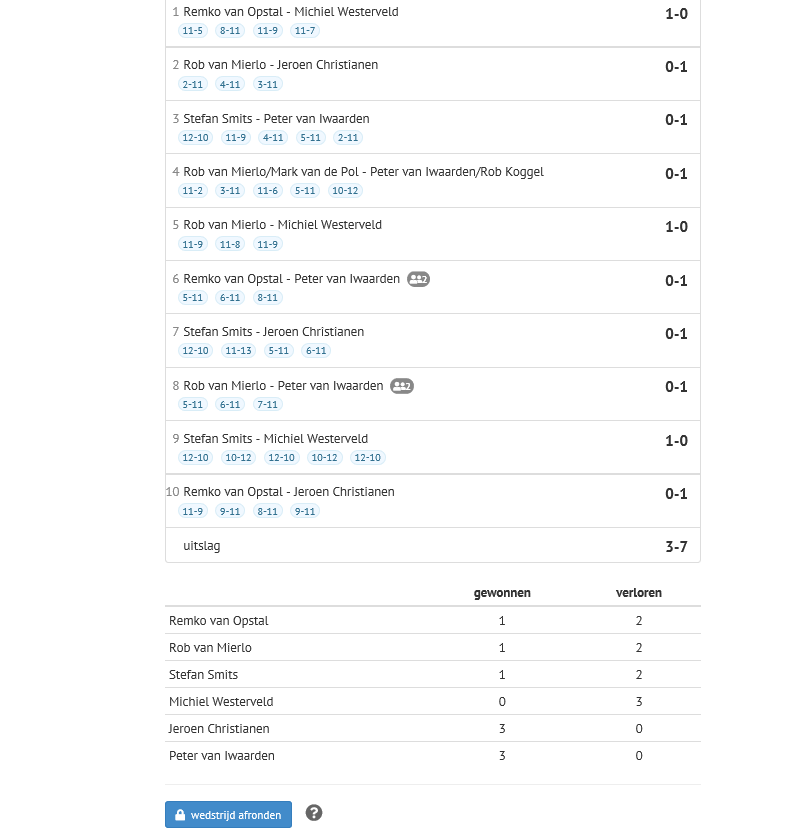 1 Remko van Opstal - Michiel Westerveld 1-0
11-5 8-11 11-9 11-7
2 Rob van Mierlo - Jeroen Christianen 0-1
2-11 4-11 3-11
3 Stefan Smits - Peter van Iwaarden 0-1
12-10 11-9 4-11 5-11 2-11
4 Rob van Mierlo/Mark van de Pol - Peter van Iwaarden/Rob Koggel 0-1
11-2 3-11 11-6 5-11 10-12
5 Rob van Mierlo - Michiel Westerveld 1-0
11-9 11-8 11-9
6 Remko van Opstal - Peter van Iwaarden 2 0-1
5-11 6-11 8-11
7 Stefan Smits - Jeroen Christianen 0-1
12-10 11-13 5-11 6-11
8 Rob van Mierlo - Peter van Iwaarden 2 0-1
5-11 6-11 7-11
9 Stefan Smits - Michiel Westerveld 1-0
12-10 10-12 12-10 10-12 12-10
10 Remko van Opstal - Jeroen Christianen 0-1
11-9 9-11 8-11 9-11
uitslag 3-7
gewonnen verloren
Remko van Opstal 1 2
Rob van Mierlo 1 2
Stefan Smits 1 2
Michiel Westerveld 0 3
Jeroen Christianen 3 0
Peter van Iwaarden 3 0
wedstrijd afronden ?